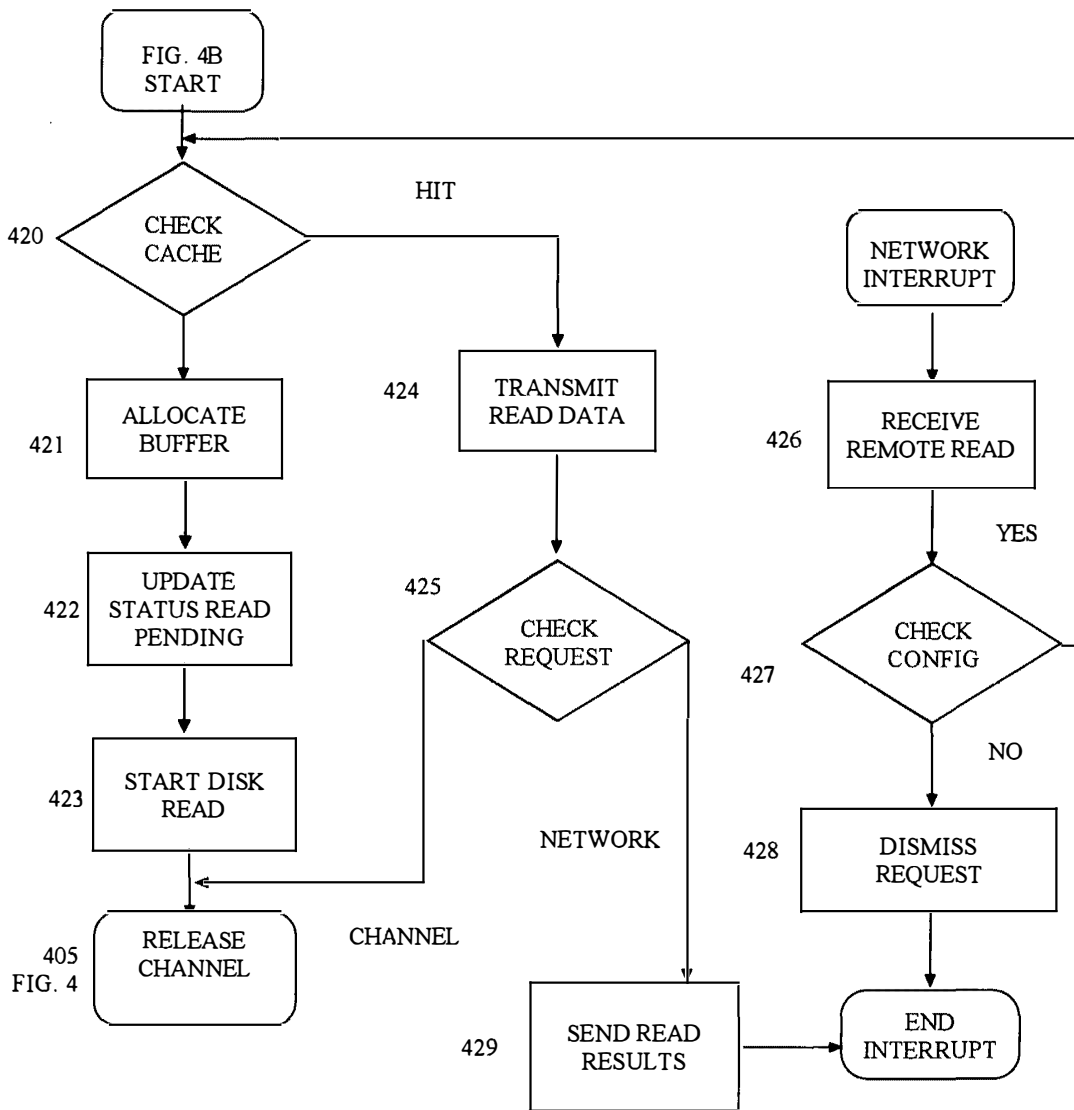 FIG. 4B
START
HIT
420
CHECK
CACHE
NETWORK
INTERRUPT
424
TRANSMIT
READ DATA
421
ALLOCATE
BUFFER
426
RECEIVE
REMOTE READ
YES
422
UPDATE
STATUS READ
PENDING
425
CHECK
REQUEST
427
CHECK
CONFIG
NO
423
START DISK
READ
NETWORK
428
DISMISS
REQUEST
405
FIG. 4
RELEASE
CHANNEL
CHANNEL
429
SEND READ
RESULTS
END
INTERRUPT